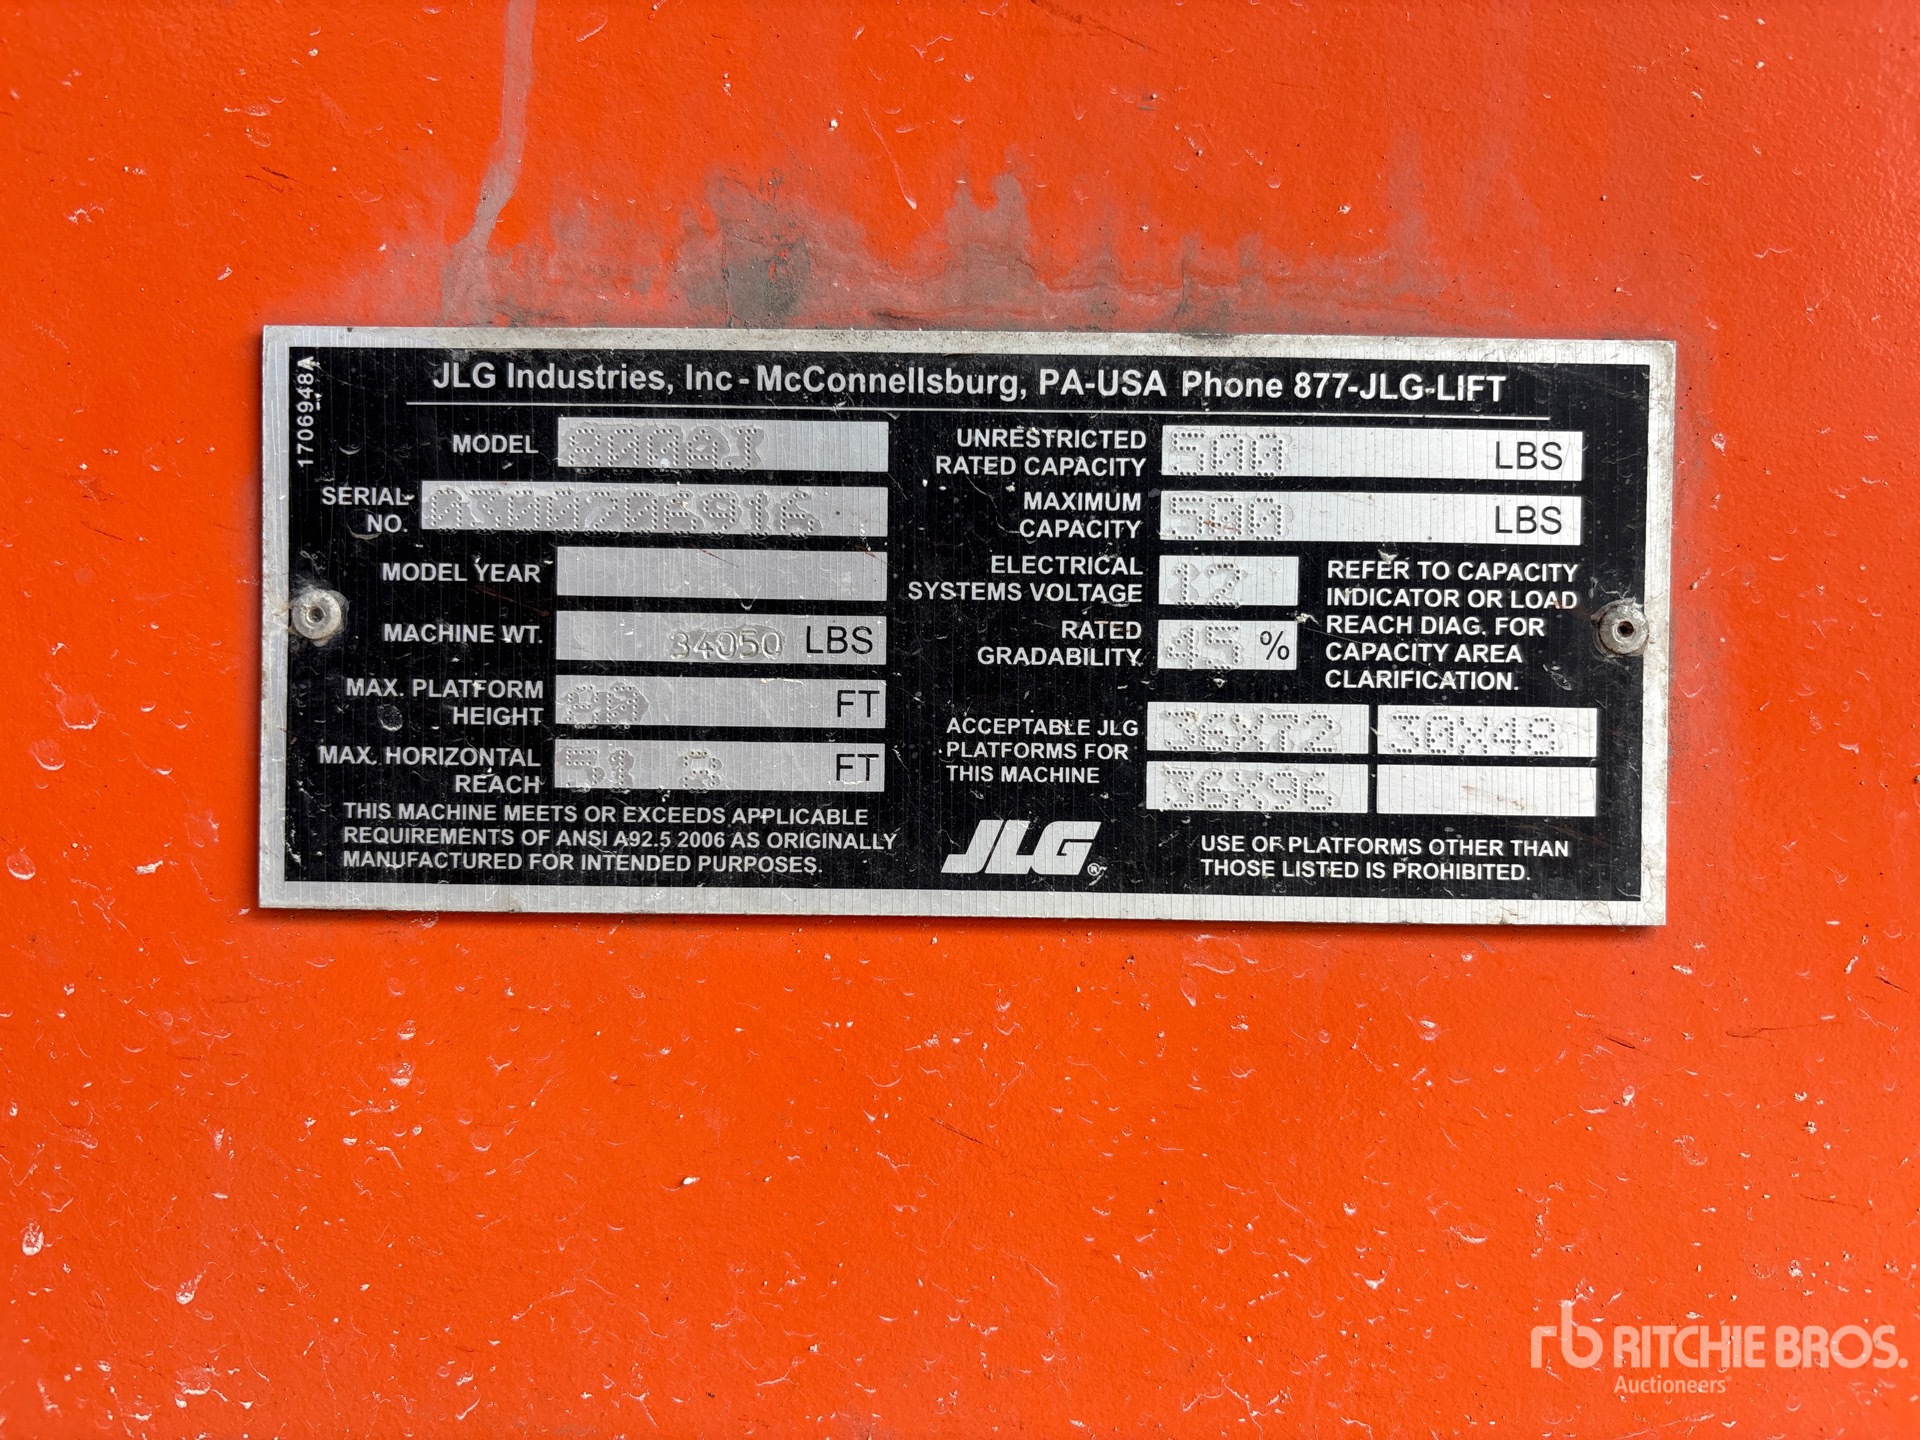 1706948A
JLG Industries, Inc - McConnellsburg, PA-USA Phone 877-JLG-LIFT
MODEL 800AJ
SERIAL NO. 0300206916
MODEL YEAR
MACHINE WT. 34050 LBS
MAX. PLATFORM HEIGHT 80 FT
MAX. HORIZONTAL REACH FT
THIS MACHINE MEETS OR EXCEEDS APPLICABLE
REQUIREMENTS OF ANSI A92.5 2006 AS ORIGINALLY
MANUFACTURED FOR INTENDED PURPOSES.
UNRESTRICTED RATED CAPACITY 500 LBS
MAXIMUM CAPACITY 500 LBS
ELECTRICAL SYSTEMS VOLTAGE 12
RATED GRADABILITY 45 %
REFER TO CAPACITY
INDICATOR OR LOAD
REACH DIAG. FOR
CAPACITY AREA
CLARIFICATION.
ACCEPTABLE JLG
PLATFORMS FOR
THIS MACHINE
36X72 30X48
36X96
JLG®
USE OF PLATFORMS OTHER THAN
THOSE LISTED IS PROHIBITED.
rb RITCHIE BROS.
Auctioneers